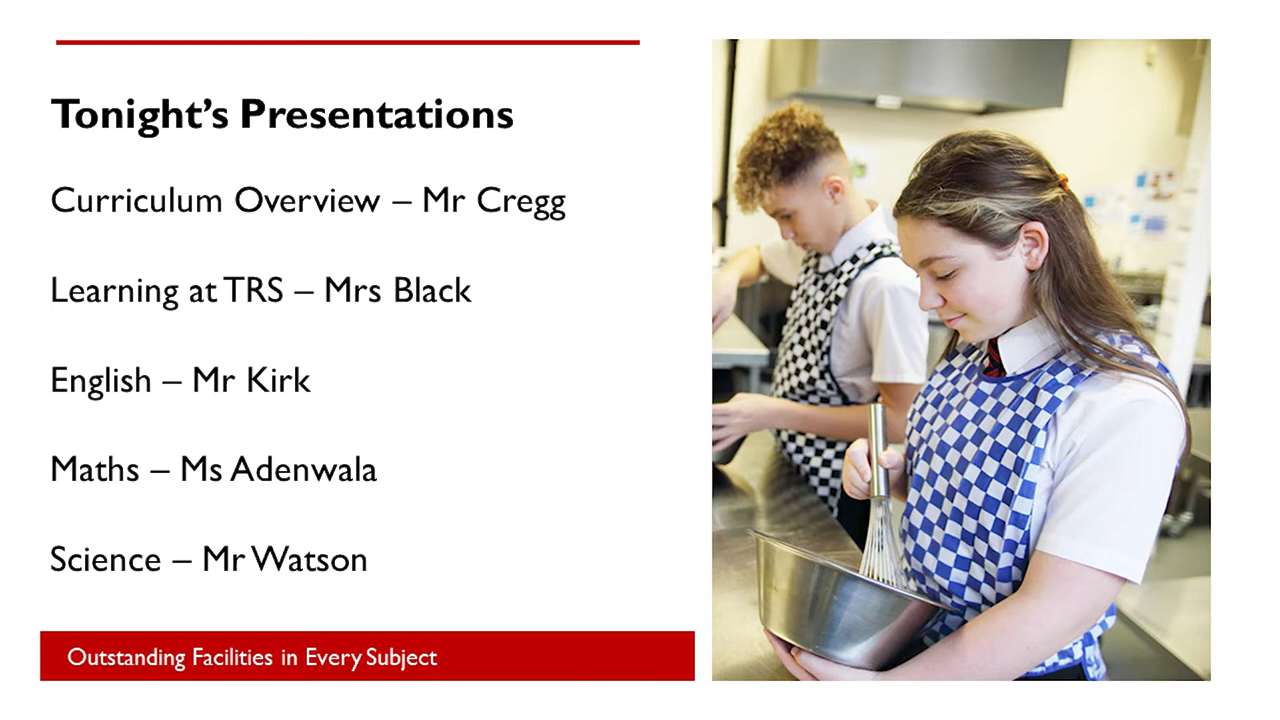 Tonight’s Presentations
Curriculum Overview – Mr Cregg
Learning at TRS – Mrs Black
English – Mr Kirk
Maths – Ms Adenwala
Science – Mr Watson
Outstanding Facilities in Every Subject